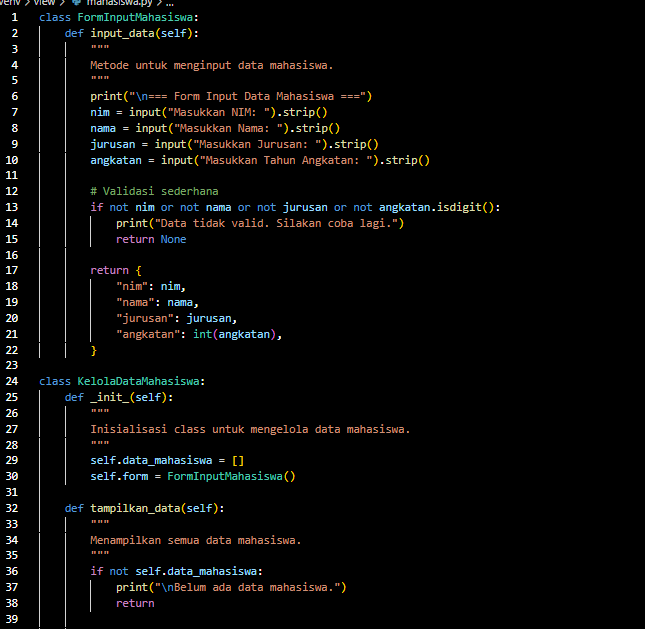 venv > view > mahasiswa.py > ...
1 class FormInputMahasiswa:
2     def input_data(self):
3         """
4         Metode untuk menginput data mahasiswa.
5         """
6         print("\n=== Form Input Data Mahasiswa ===")
7         nim = input("Masukkan NIM: ").strip()
8         nama = input("Masukkan Nama: ").strip()
9         jurusan = input("Masukkan Jurusan: ").strip()
10         angkatan = input("Masukkan Tahun Angkatan: ").strip()
11
12         # Validasi sederhana
13         if not nim or not nama or not jurusan or not angkatan.isdigit():
14             print("Data tidak valid. Silakan coba lagi.")
15             return None
16
17         return {
18             "nim": nim,
19             "nama": nama,
20             "jurusan": jurusan,
21             "angkatan": int(angkatan),
22         }
23
24 class KelolaDataMahasiswa:
25     def _init_(self):
26         """
27         Inisialisasi class untuk mengelola data mahasiswa.
28         """
29         self.data_mahasiswa = []
30         self.form = FormInputMahasiswa()
31
32     def tampilkan_data(self):
33         """
34         Menampilkan semua data mahasiswa.
35         """
36         if not self.data_mahasiswa:
37             print("\nBelum ada data mahasiswa.")
38             return
39